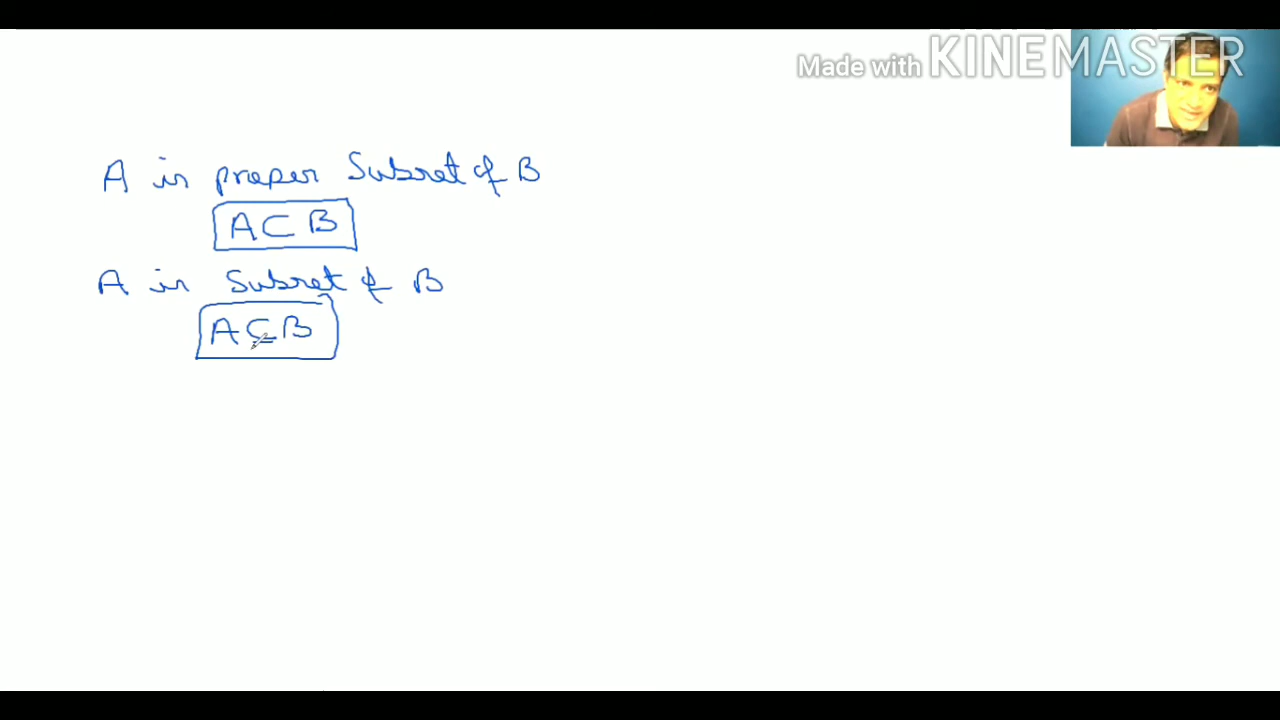 Made with KINEMASTER
A is proper Subset of B
A ⊂ B
A is Subset of B
A ⊆ B